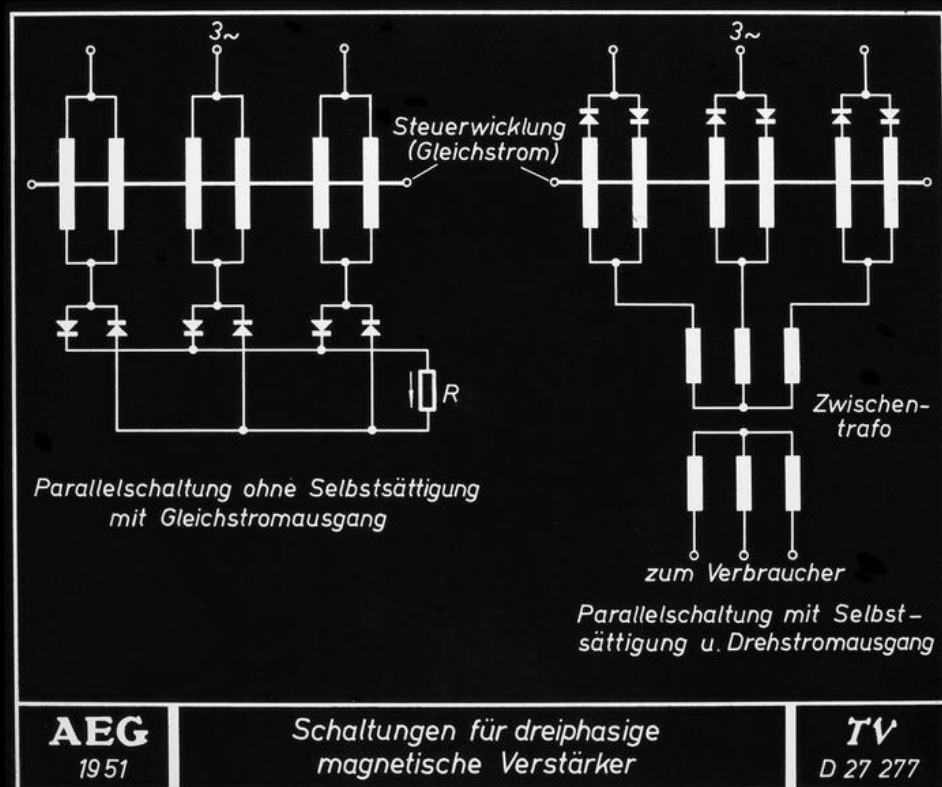 3~
3~
Steuerwicklung
(Gleichstrom)
R
Zwischen-
trafo
Parallelschaltung ohne Selbstsättigung
mit Gleichstromausgang
zum Verbraucher
Parallelschaltung mit Selbst-
sättigung u. Drehstromausgang
AEG
1951
Schaltungen für dreiphasige
magnetische Verstärker
TV
D 27 277